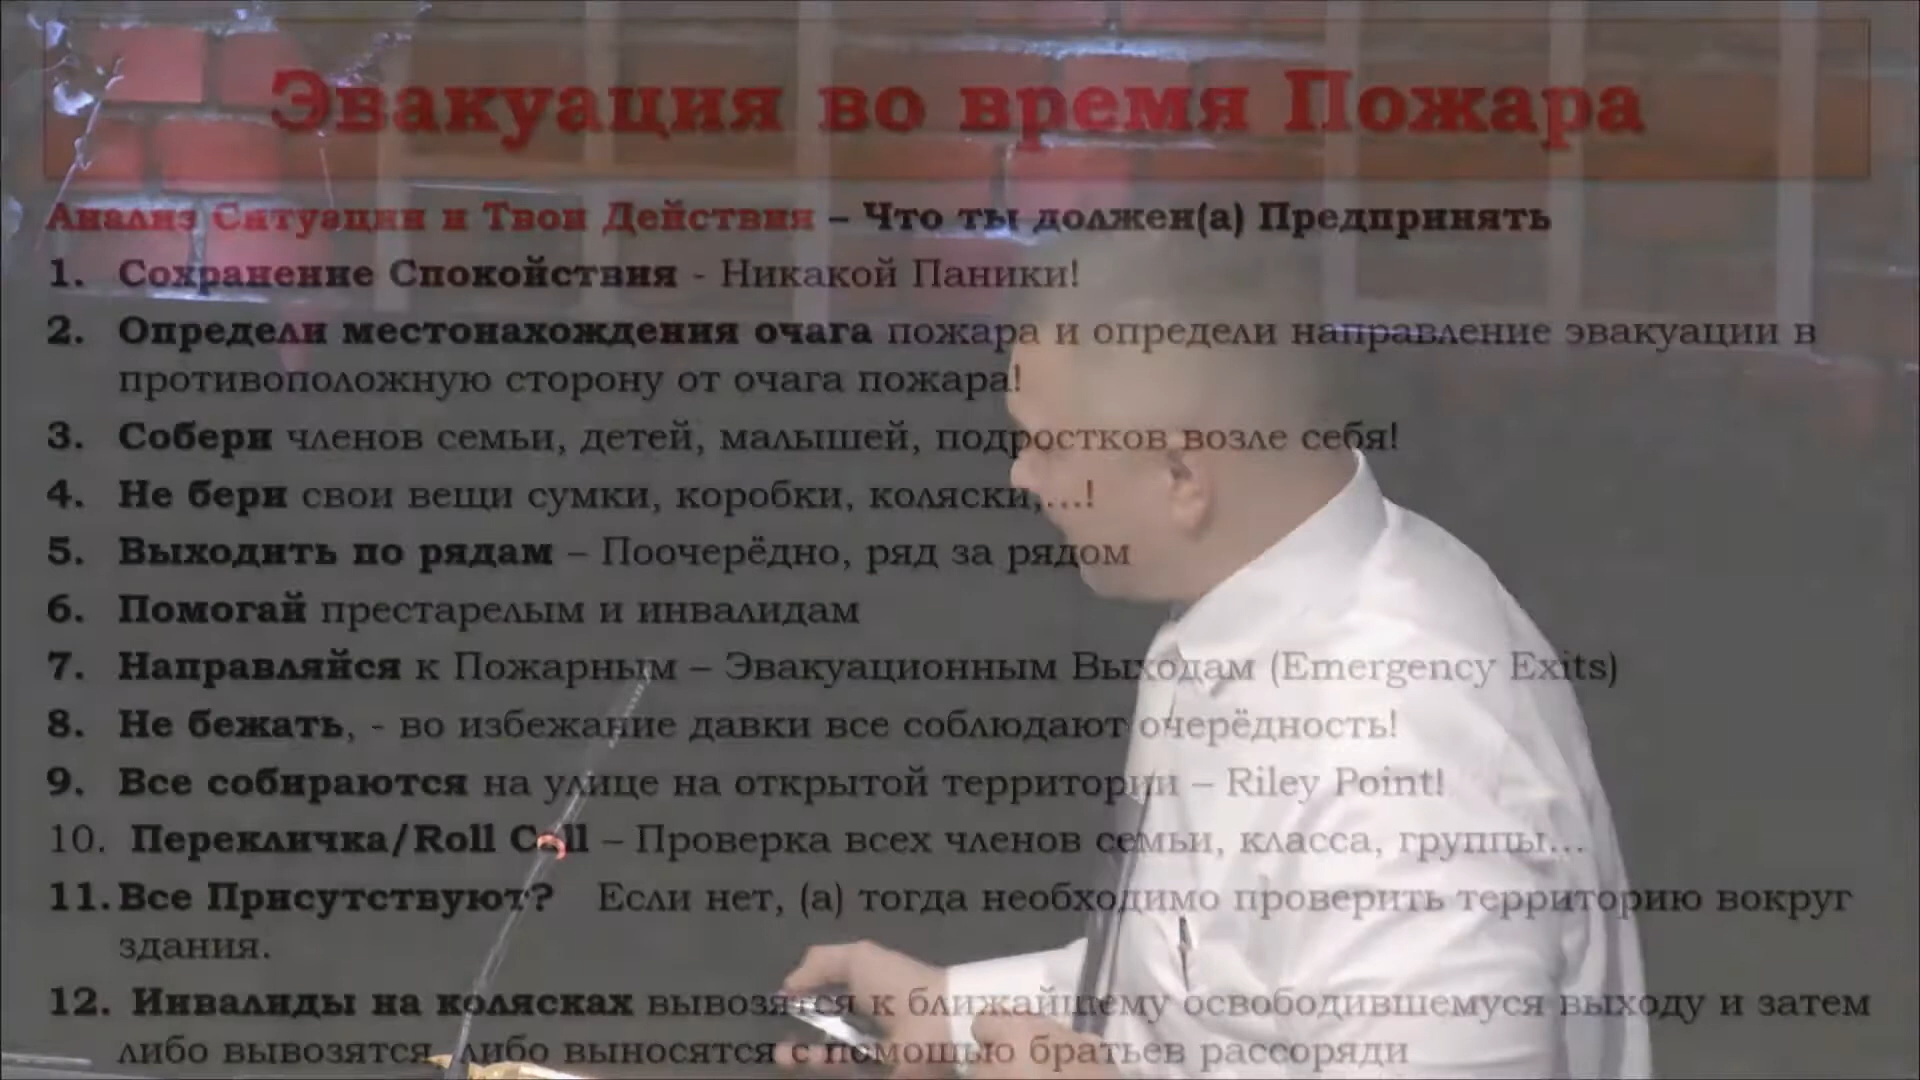 Эвакуация во время Пожара
Анализ Ситуации и Твои Действия – Что ты должен(а) Предпринять
1. Сохранение Спокойствия - Никакой Паники!
2. Определи местонахождения очага пожара и определи направление эвакуации в
противоположную сторону от очага пожара!
3. Собери членов семьи, детей, малышей, подростков возле себя!
4. Не бери свои вещи сумки, коробки, коляски,...!
5. Выходить по рядам – Поочерёдно, ряд за рядом
6. Помогай престарелым и инвалидам
7. Направляйся к Пожарным – Эвакуационным Выходам (Emergency Exits)
8. Не бежать, - во избежание давки все соблюдают очерёдность!
9. Все собираются на улице на открытой территории – Riley Point!
10. Перекличка/Roll Call – Проверка всех членов семьи, класса, группы...
11. Все Присутствуют? Если нет, (а) тогда необходимо проверить территорию вокруг
здания.
12. Инвалиды на колясках вывозятся к ближайшему освободившемуся выходу и затем
либо вывозятся, либо выносятся с помощью братьев рассоряди